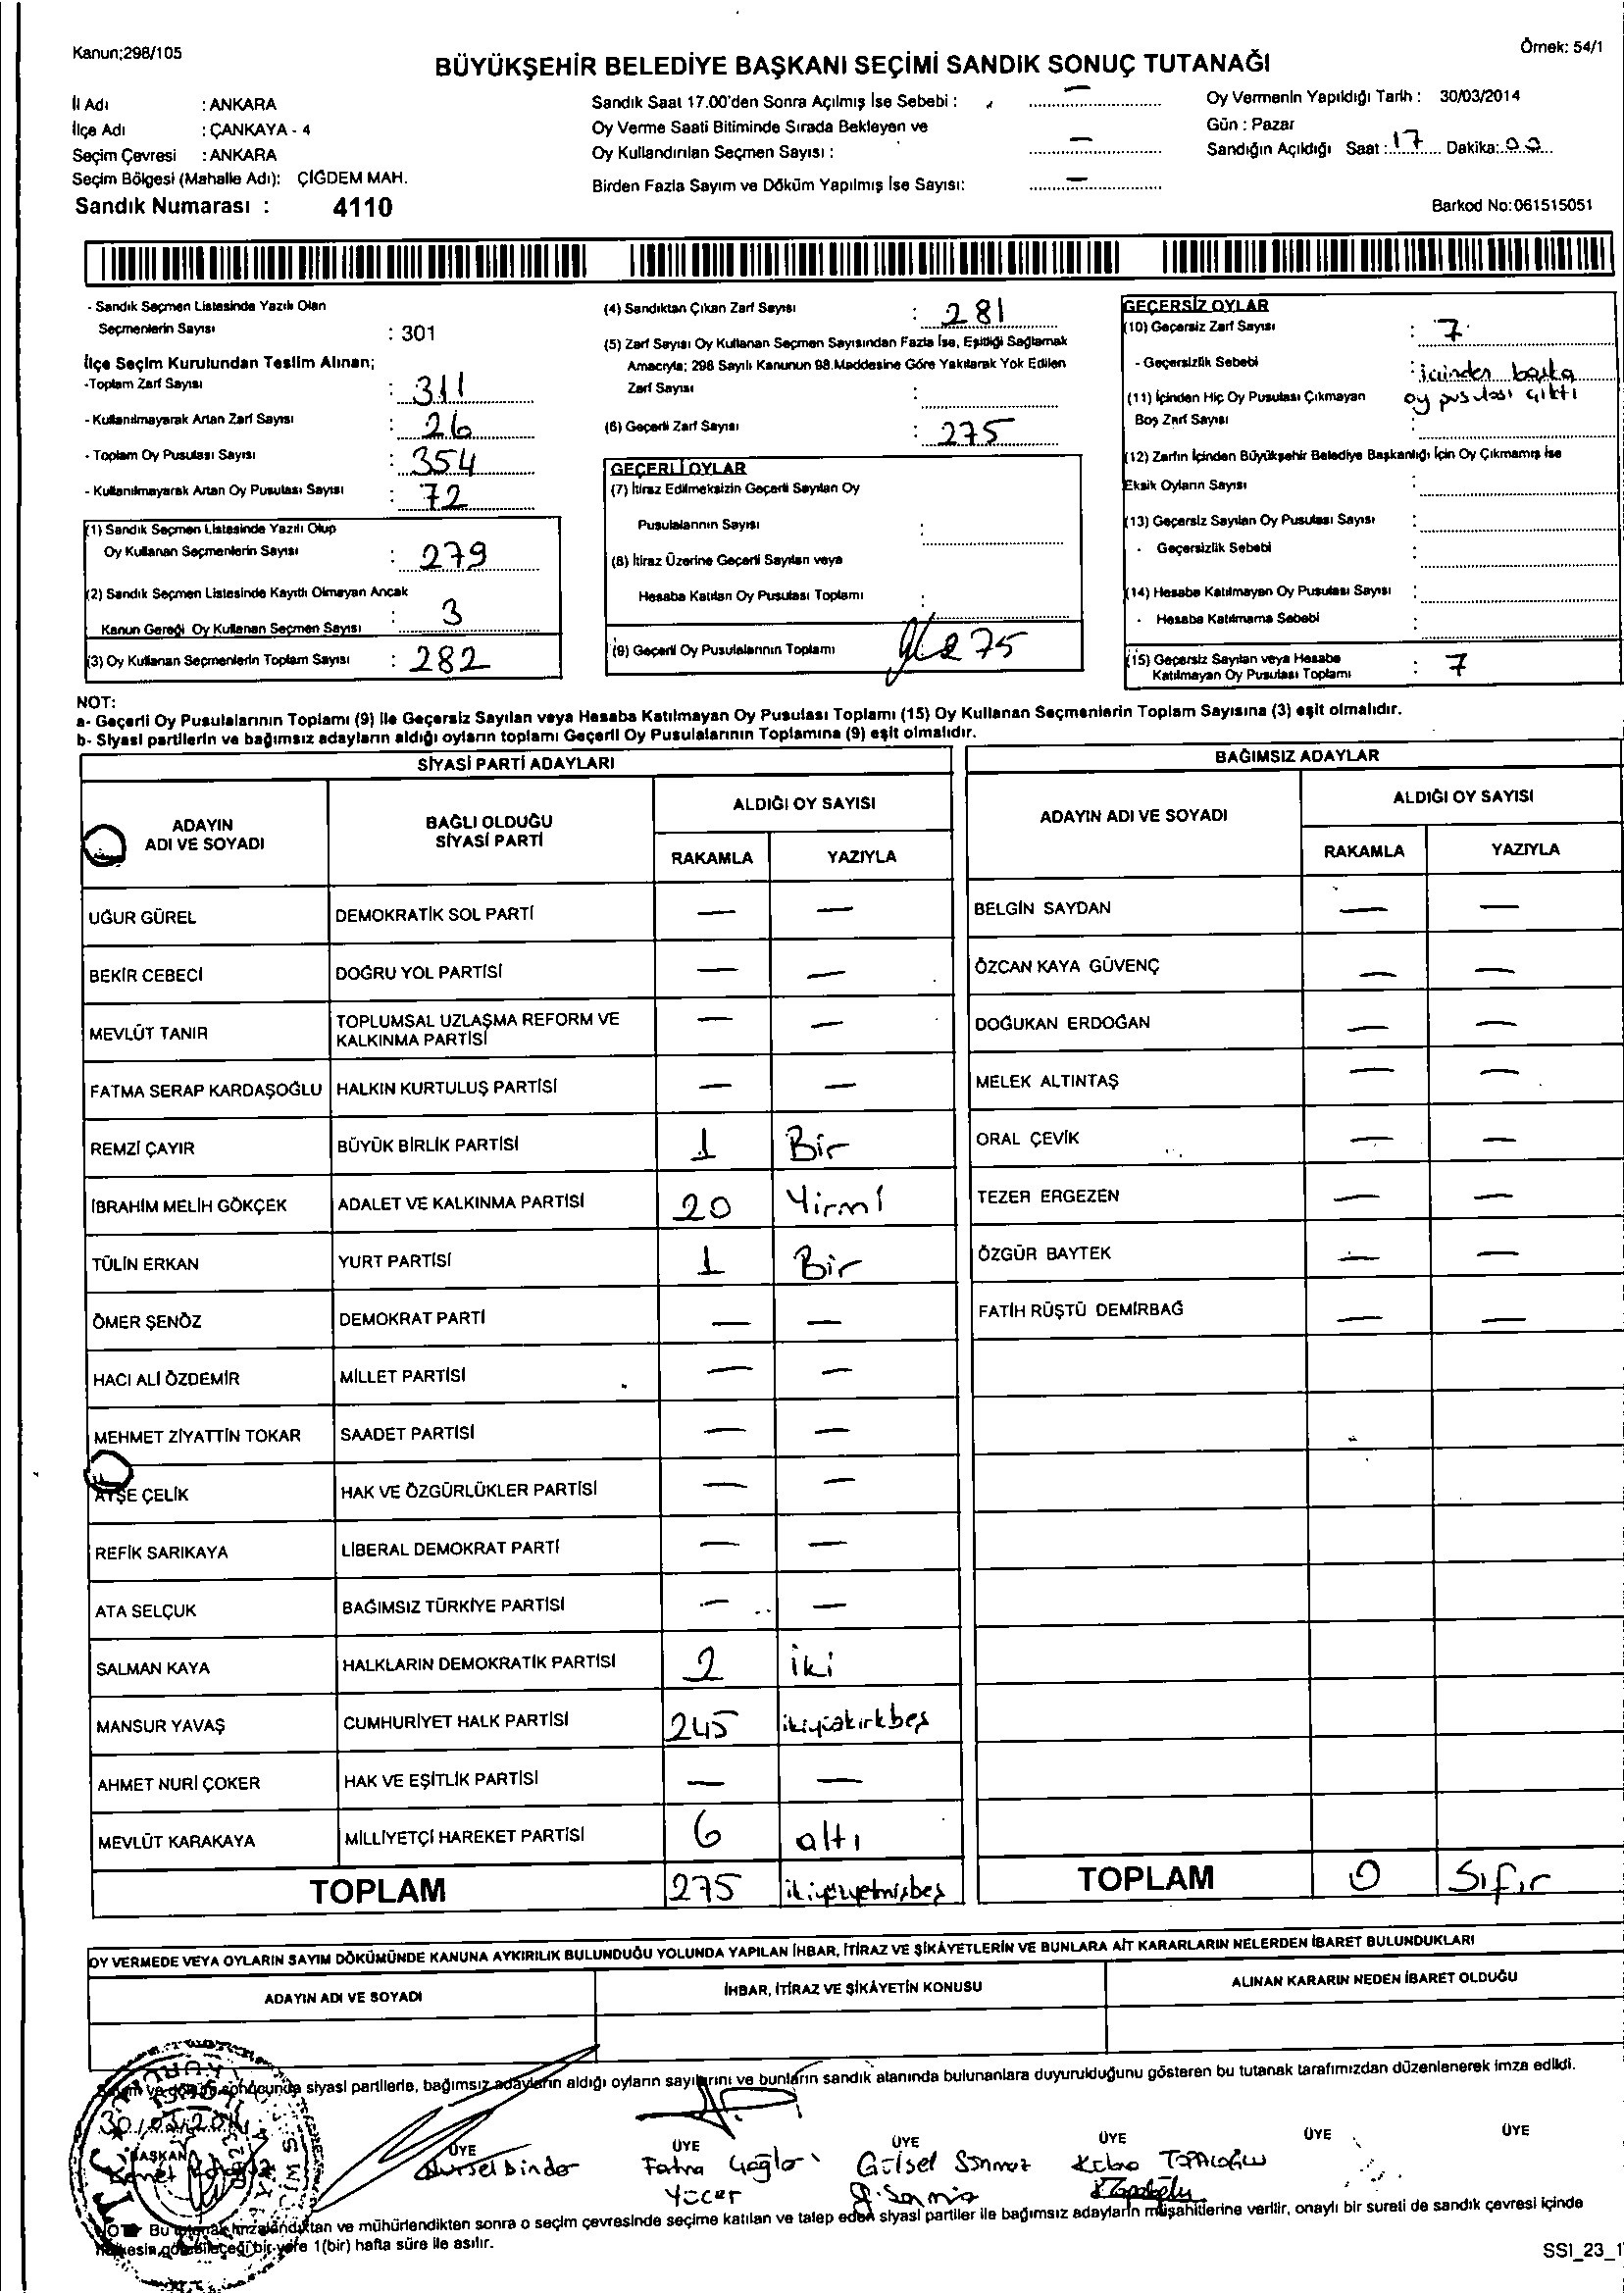 Kanun;298/105
Örnek: 54/1
BÜYÜKŞEHİR BELEDİYE BAŞKANI SEÇİMİ SANDIK SONUÇ TUTANAĞI
İl Adı : ANKARA
İlçe Adı : ÇANKAYA - 4
Seçim Çevresi : ANKARA
Seçim Bölgesi (Mahalle Adı): ÇİĞDEM MAH.
Sandık Numarası : 4110
Sandık Saat 17.00'den Sonra Açılmış İse Sebebi : —
Oy Verme Saati Bitiminde Sırada Bekleyen ve
Oy Kullandırılan Seçmen Sayısı : —
Birden Fazla Sayım ve Döküm Yapılmış İse Sayısı: —
Oy Vermenin Yapıldığı Tarih : 30/03/2014
Gün : Pazar
Sandığın Açıldığı Saat : 17 Dakika: 00
Barkod No:061515051
- Sandık Seçmen Listesinde Yazılı Olan
Seçmenlerin Sayısı : 301
İlçe Seçim Kurulundan Teslim Alınan;
-Toplam Zarf Sayısı : 311
- Kullanılmayarak Artan Zarf Sayısı : 26
- Toplam Oy Pusulası Sayısı : 354
- Kullanılmayarak Artan Oy Pusulası Sayısı : 72
(1) Sandık Seçmen Listesinde Yazılı Olup
Oy Kullanan Seçmenlerin Sayısı : 279
(2) Sandık Seçmen Listesinde Kayıtlı Olmayan Ancak
Kanun Gereği Oy Kullanan Seçmen Sayısı : 3
(3) Oy Kullanan Seçmenlerin Toplam Sayısı : 282
(4) Sandıktan Çıkan Zarf Sayısı : 281
(5) Zarf Sayısı Oy Kullanan Seçmen Sayısından Fazla İse, Eşitliği Sağlamak
Amacıyla; 298 Sayılı Kanunun 98.Maddesine Göre Yakılarak Yok Edilen
Zarf Sayısı :
(6) Geçerli Zarf Sayısı : 275
GEÇERLİ OYLAR
(7) İtiraz Edilmeksizin Geçerli Sayılan Oy
Pusulalarının Sayısı :
(8) İtiraz Üzerine Geçerli Sayılan veya
Hesaba Katılan Oy Pusulası Toplamı :
(9) Geçerli Oy Pusulalarının Toplamı 275
GEÇERSİZ OYLAR
(10) Geçersiz Zarf Sayısı : 7
- Geçersizlik Sebebi : içinden başka
oy pusulası çıktı
(11) İçinden Hiç Oy Pusulası Çıkmayan
Boş Zarf Sayısı :
(12) Zarfın İçinden Büyükşehir Belediye Başkanlığı İçin Oy Çıkmamış İse
Eksik Oyların Sayısı :
(13) Geçersiz Sayılan Oy Pusulası Sayısı :
- Geçersizlik Sebebi :
(14) Hesaba Katılmayan Oy Pusulası Sayısı :
- Hesaba Katılmama Sebebi :
(15) Geçersiz Sayılan veya Hesaba
Katılmayan Oy Pusulası Toplamı : 7
NOT:
a- Geçerli Oy Pusulalarının Toplamı (9) ile Geçersiz Sayılan veya Hesaba Katılmayan Oy Pusulası Toplamı (15) Oy Kullanan Seçmenlerin Toplam Sayısına (3) eşit olmalıdır.
b- Siyasi partilerin ve bağımsız adayların aldığı oyların toplamı Geçerli Oy Pusulalarının Toplamına (9) eşit olmalıdır.
SİYASİ PARTİ ADAYLARI
ADAYIN
ADI VE SOYADI
BAĞLI OLDUĞU
SİYASİ PARTİ
ALDIĞI OY SAYISI
RAKAMLA YAZIYLA
UĞUR GÜREL DEMOKRATİK SOL PARTİ — —
BEKİR CEBECİ DOĞRU YOL PARTİSİ — —
MEVLÜT TANIR TOPLUMSAL UZLAŞMA REFORM VE
KALKINMA PARTİSİ — —
FATMA SERAP KARDAŞOĞLU HALKIN KURTULUŞ PARTİSİ — —
REMZİ ÇAYIR BÜYÜK BİRLİK PARTİSİ 1 Bir
İBRAHİM MELİH GÖKÇEK ADALET VE KALKINMA PARTİSİ 20 Yirmi
TÜLİN ERKAN YURT PARTİSİ 1 Bir
ÖMER ŞENÖZ DEMOKRAT PARTİ — —
HACI ALİ ÖZDEMİR MİLLET PARTİSİ — —
MEHMET ZİYATTİN TOKAR SAADET PARTİSİ — —
AYŞE ÇELİK HAK VE ÖZGÜRLÜKLER PARTİSİ — —
REFİK SARIKAYA LİBERAL DEMOKRAT PARTİ — —
ATA SELÇUK BAĞIMSIZ TÜRKİYE PARTİSİ — —
SALMAN KAYA HALKLARIN DEMOKRATİK PARTİSİ 2 iki
MANSUR YAVAŞ CUMHURİYET HALK PARTİSİ 245 ikiyüzkırkbeş
AHMET NURİ ÇOKER HAK VE EŞİTLİK PARTİSİ — —
MEVLÜT KARAKAYA MİLLİYETÇİ HAREKET PARTİSİ 6 altı
TOPLAM 275 ikiyüzyetmişbeş
BAĞIMSIZ ADAYLAR
ADAYIN ADI VE SOYADI
ALDIĞI OY SAYISI
RAKAMLA YAZIYLA
BELGİN SAYDAN — —
ÖZCAN KAYA GÜVENÇ — —
DOĞUKAN ERDOĞAN — —
MELEK ALTINTAŞ — —
ORAL ÇEVİK — —
TEZER ERGEZEN — —
ÖZGÜR BAYTEK — —
FATİH RÜŞTÜ DEMİRBAĞ — —
TOPLAM 0 Sıfır
OY VERMEDE VEYA OYLARIN SAYIM DÖKÜMÜNDE KANUNA AYKIRILIK BULUNDUĞU YOLUNDA YAPILAN İHBAR, İTİRAZ VE ŞİKÂYETLERİN VE BUNLARA AİT KARARLARIN NELERDEN İBARET BULUNDUKLARI
ADAYIN ADI VE SOYADI
İHBAR, İTİRAZ VE ŞİKÂYETİN KONUSU
ALINAN KARARIN NEDEN İBARET OLDUĞU
Sayım ve döküm sonucunda siyasi partilerle, bağımsız adayların aldığı oyların sayılarını ve bunların sandık alanında bulunanlara duyurulduğunu gösteren bu tutanak tarafımızdan düzenlenerek imza edildi.
30/03/2014
BAŞKAN ÜYE ÜYE ÜYE ÜYE ÜYE ÜYE
Nursel Binder Fatma Çağlar Gülsel Sönmez TOPALOĞLU
Yücer
NOT: Bu tutanak imzalandıktan ve mühürlendikten sonra o seçim çevresinde seçime katılan ve talep eden siyasi partiler ile bağımsız adayların müşahitlerine verilir, onaylı bir sureti de sandık çevresi içinde
herkesin görebileceği bir yere 1(bir) hafta süre ile asılır.
SSI_23_1